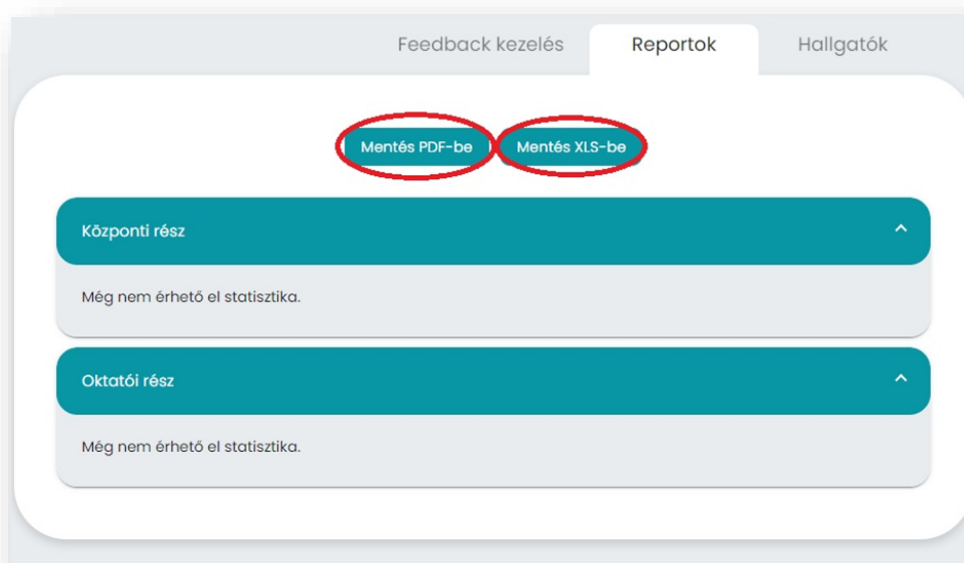 Feedback kezelés Reportok Hallgatók
Mentés PDF-be Mentés XLS-be
Központi rész
Még nem érhető el statisztika.
Oktatói rész
Még nem érhető el statisztika.